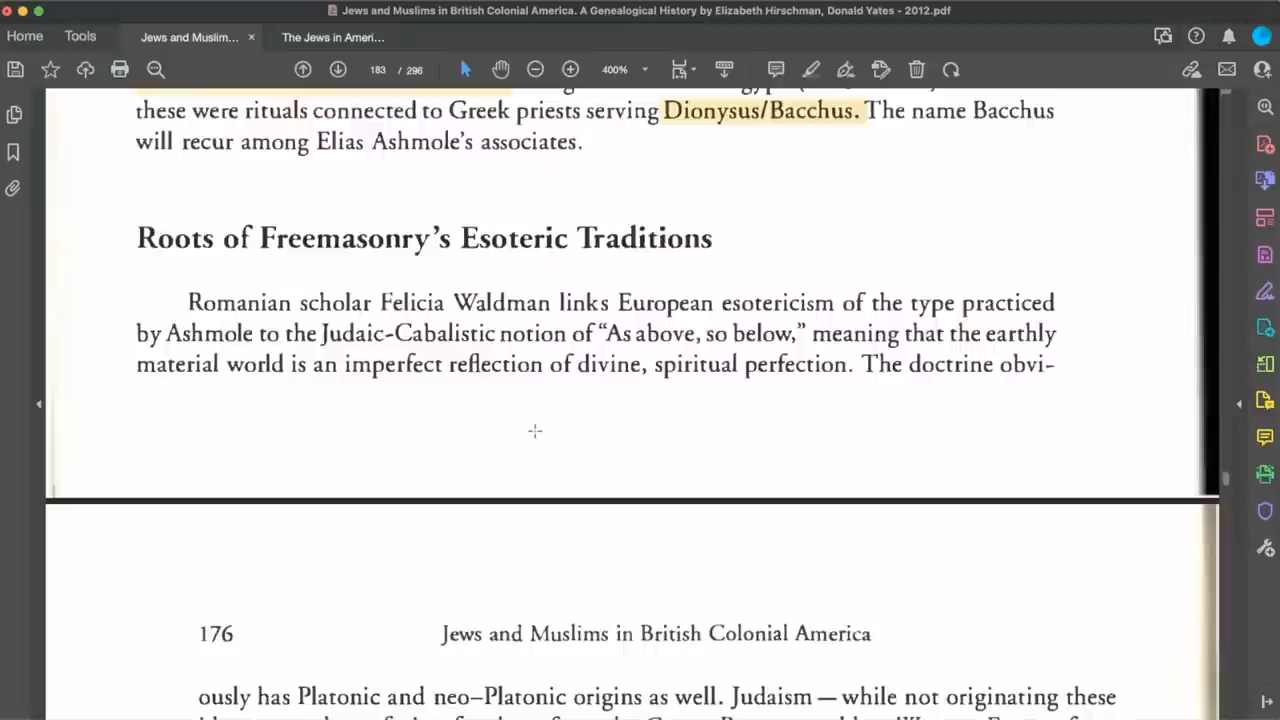 Jews and Muslims in British Colonial America. A Genealogical History by Elizabeth Hirschman, Donald Yates - 2012.pdf
Home Tools Jews and Muslim... × The Jews in Ameri...
183 / 296 400%
these were rituals connected to Greek priests serving Dionysus/Bacchus. The name Bacchus
will recur among Elias Ashmole's associates.
Roots of Freemasonry's Esoteric Traditions
Romanian scholar Felicia Waldman links European esotericism of the type practiced
by Ashmole to the Judaic-Cabalistic notion of “As above, so below,” meaning that the earthly
material world is an imperfect reflection of divine, spiritual perfection. The doctrine obvi-
176 Jews and Muslims in British Colonial America
ously has Platonic and neo–Platonic origins as well. Judaism — while not originating these